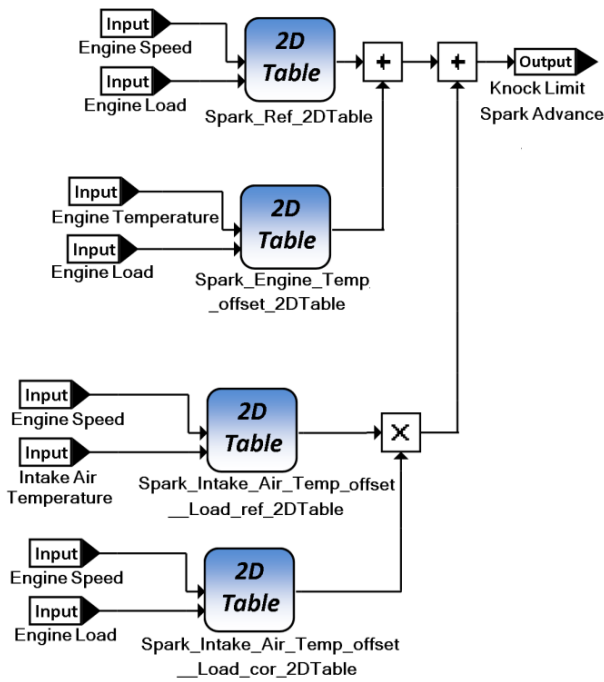 Input
Engine Speed
Input
Engine Load
2D
Table
Spark_Ref_2DTable
+
+
Output
Knock Limit
Spark Advance
Input
Engine Temperature
Input
Engine Load
2D
Table
Spark_Engine_Temp
_offset_2DTable
Input
Engine Speed
Input
Intake Air
Temperature
2D
Table
Spark_Intake_Air_Temp_offset
__Load_ref_2DTable
X
Input
Engine Speed
Input
Engine Load
2D
Table
Spark_Intake_Air_Temp_offset
__Load_cor_2DTable